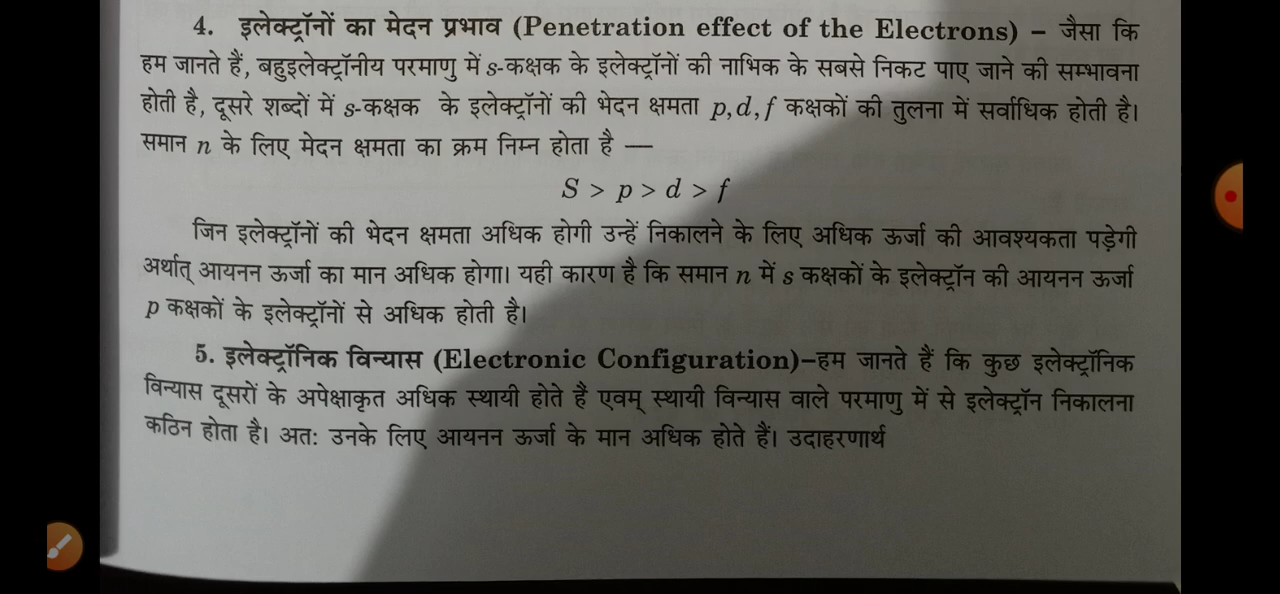 4. इलेक्ट्रॉनों का मेदन प्रभाव (Penetration effect of the Electrons) – जैसा कि
हम जानते हैं, बहुइलेक्ट्रॉनीय परमाणु में s-कक्षक के इलेक्ट्रॉनों की नाभिक के सबसे निकट पाए जाने की सम्भावना
होती है, दूसरे शब्दों में s-कक्षक के इलेक्ट्रॉनों की भेदन क्षमता p, d, f कक्षकों की तुलना में सर्वाधिक होती है।
समान n के लिए मेदन क्षमता का क्रम निम्न होता है —
S > p > d > f
जिन इलेक्ट्रॉनों की भेदन क्षमता अधिक होगी उन्हें निकालने के लिए अधिक ऊर्जा की आवश्यकता पड़ेगी
अर्थात् आयनन ऊर्जा का मान अधिक होगा। यही कारण है कि समान n में s कक्षकों के इलेक्ट्रॉन की आयनन ऊर्जा
p कक्षकों के इलेक्ट्रॉनों से अधिक होती है।
5. इलेक्ट्रॉनिक विन्यास (Electronic Configuration)–हम जानते हैं कि कुछ इलेक्ट्रॉनिक
विन्यास दूसरों के अपेक्षाकृत अधिक स्थायी होते हैं एवम् स्थायी विन्यास वाले परमाणु में से इलेक्ट्रॉन निकालना
कठिन होता है। अतः उनके लिए आयनन ऊर्जा के मान अधिक होते हैं। उदाहरणार्थ